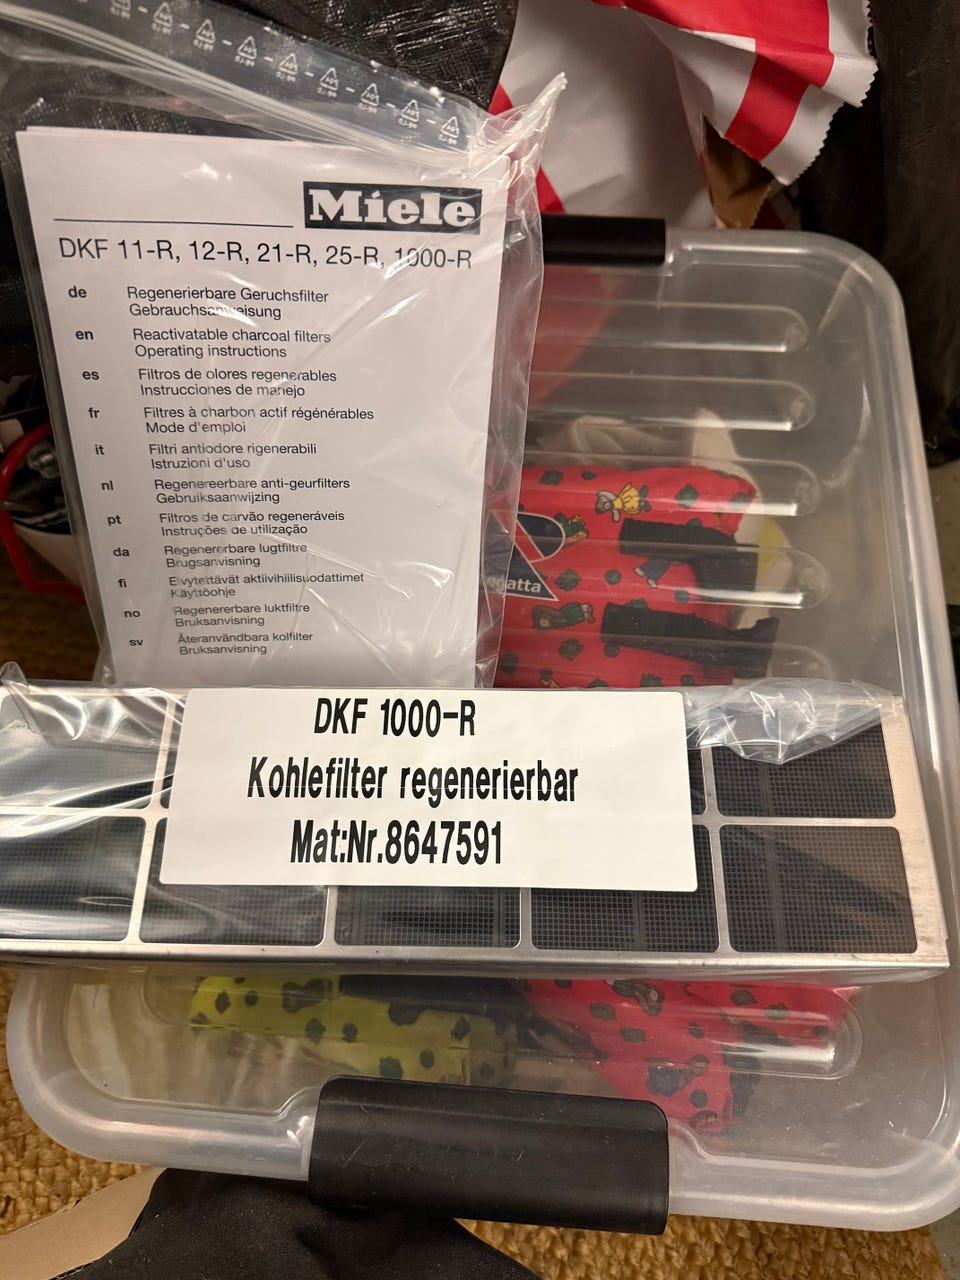 Miele
DKF 11-R, 12-R, 21-R, 25-R, 1000-R
de Regenerierbare Geruchsfilter
Gebrauchsanweisung
en Reactivatable charcoal filters
Operating instructions
es Filtros de olores regenerables
Instrucciones de manejo
fr Filtres à charbon actif régénérables
Mode d'emploi
it Filtri antiodore rigenerabili
Istruzioni d'uso
nl Regenereerbare anti-geurfilters
Gebruiksaanwijzing
pt Filtros de carvão regeneráveis
Instruções de utilização
da Regenererbare lugtfiltre
Brugsanvisning
fi Elvytettävät aktiivihiilisuodattimet
Käyttöohje
no Regenererbare luktfiltre
Bruksanvisning
sv Återanvändbara kolfilter
Bruksanvisning
DKF 1000-R
Kohlefilter regenerierbar
Mat:Nr.8647591